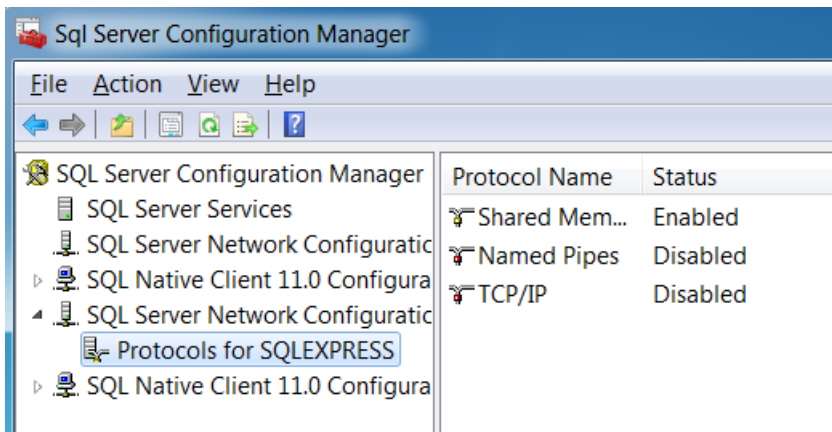 Sql Server Configuration Manager
File Action View Help
SQL Server Configuration Manager
SQL Server Services
SQL Server Network Configuratic
SQL Native Client 11.0 Configura
SQL Server Network Configuratic
Protocols for SQLEXPRESS
SQL Native Client 11.0 Configura
Protocol Name Status
Shared Mem... Enabled
Named Pipes Disabled
TCP/IP Disabled